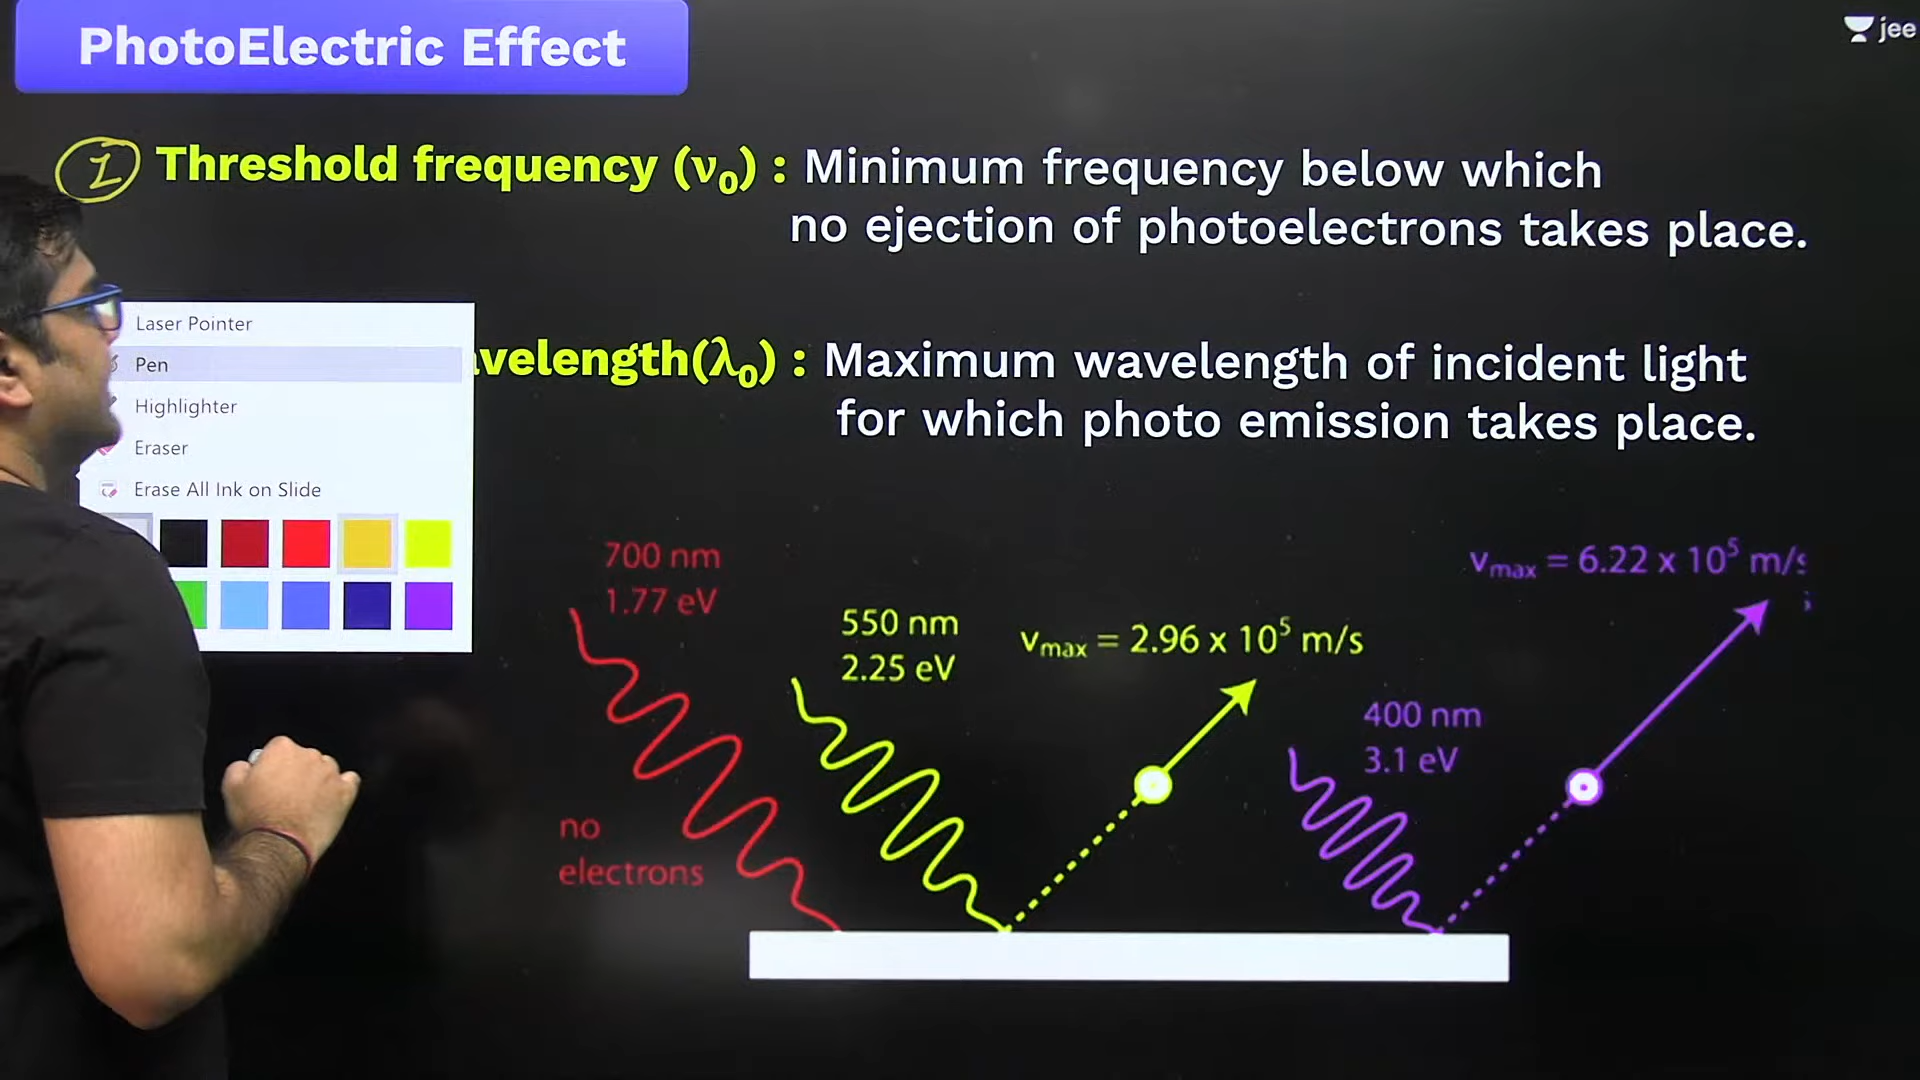 PhotoElectric Effect
jee
I
Threshold frequency (ν₀) : Minimum frequency below which
no ejection of photoelectrons takes place.
Laser Pointer
Pen
Highlighter
Eraser
Erase All Ink on Slide
velength(λ₀) : Maximum wavelength of incident light
for which photo emission takes place.
700 nm
1.77 eV
no
electrons
550 nm
2.25 eV
vmax = 2.96 x 10⁵ m/s
400 nm
3.1 eV
vmax = 6.22 x 10⁵ m/s